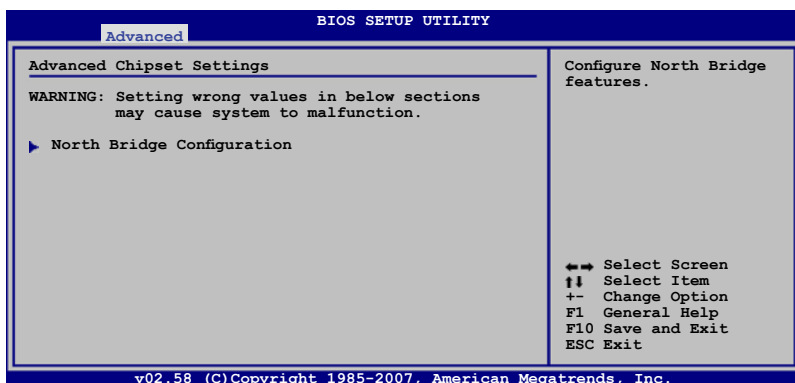 BIOS SETUP UTILITY
Advanced
Advanced Chipset Settings
WARNING: Setting wrong values in below sections
may cause system to malfunction.
North Bridge Configuration
Configure North Bridge
features.
Select Screen
Select Item
+- Change Option
F1 General Help
F10 Save and Exit
ESC Exit
v02.58 (C)Copyright 1985-2007, American Megatrends, Inc.